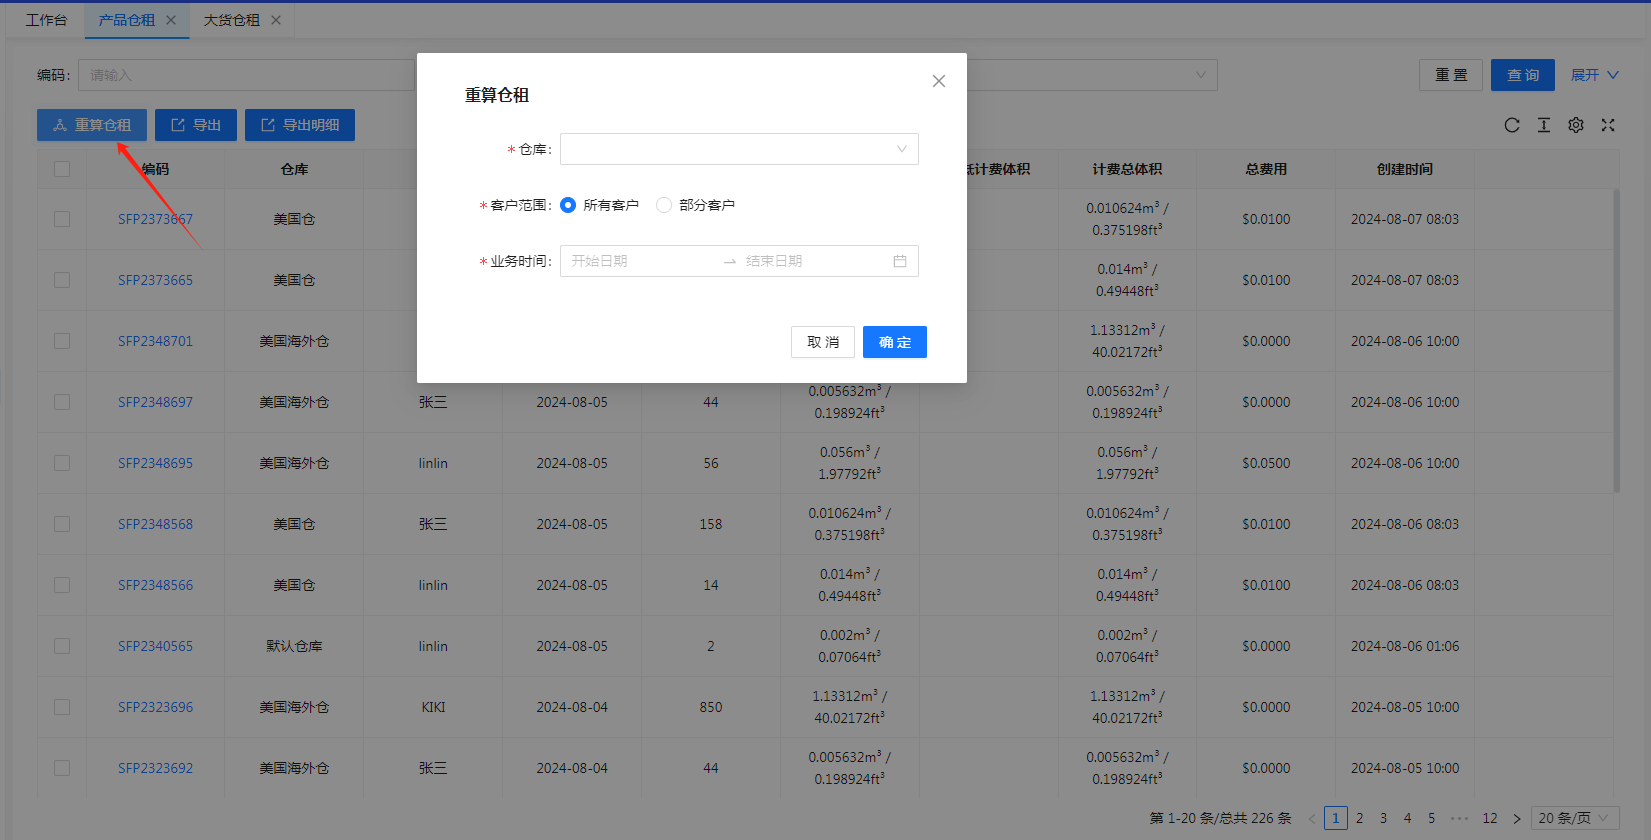 工作台 产品仓租 大货仓租
编码: 请输入 重 置 查 询 展开
重算仓租 导出 导出明细
重算仓租
* 仓库:
* 客户范围: 所有客户 部分客户
* 业务时间: 开始日期 → 结束日期
取 消 确 定
编码 仓库 计费体积 计费总体积 总费用 创建时间
SFP2373667 美国仓 0.010624m³ / $0.0100 2024-08-07 08:03
0.375198ft³
SFP2373665 美国仓 0.014m³ / $0.0100 2024-08-07 08:03
0.49448ft³
SFP2348701 美国海外仓 1.13312m³ / $0.0000 2024-08-06 10:00
40.02172ft³
SFP2348697 美国海外仓 张三 2024-08-05 44 0.005632m³ / 0.005632m³ / $0.0000 2024-08-06 10:00
0.198924ft³ 0.198924ft³
SFP2348695 美国海外仓 linlin 2024-08-05 56 0.056m³ / 0.056m³ / $0.0500 2024-08-06 10:00
1.97792ft³ 1.97792ft³
SFP2348568 美国仓 张三 2024-08-05 158 0.010624m³ / 0.010624m³ / $0.0100 2024-08-06 08:03
0.375198ft³ 0.375198ft³
SFP2348566 美国仓 linlin 2024-08-05 14 0.014m³ / 0.014m³ / $0.0100 2024-08-06 08:03
0.49448ft³ 0.49448ft³
SFP2340565 默认仓库 linlin 2024-08-05 2 0.002m³ / 0.002m³ / $0.0000 2024-08-06 01:06
0.07064ft³ 0.07064ft³
SFP2323696 美国海外仓 KIKI 2024-08-04 850 1.13312m³ / 1.13312m³ / $0.0000 2024-08-05 10:00
40.02172ft³ 40.02172ft³
SFP2323692 美国海外仓 张三 2024-08-04 44 0.005632m³ / 0.005632m³ / $0.0000 2024-08-05 10:00
0.198924ft³ 0.198924ft³
第 1-20 条/总共 226 条 < 1 2 3 4 5 ••• 12 > 20 条/页